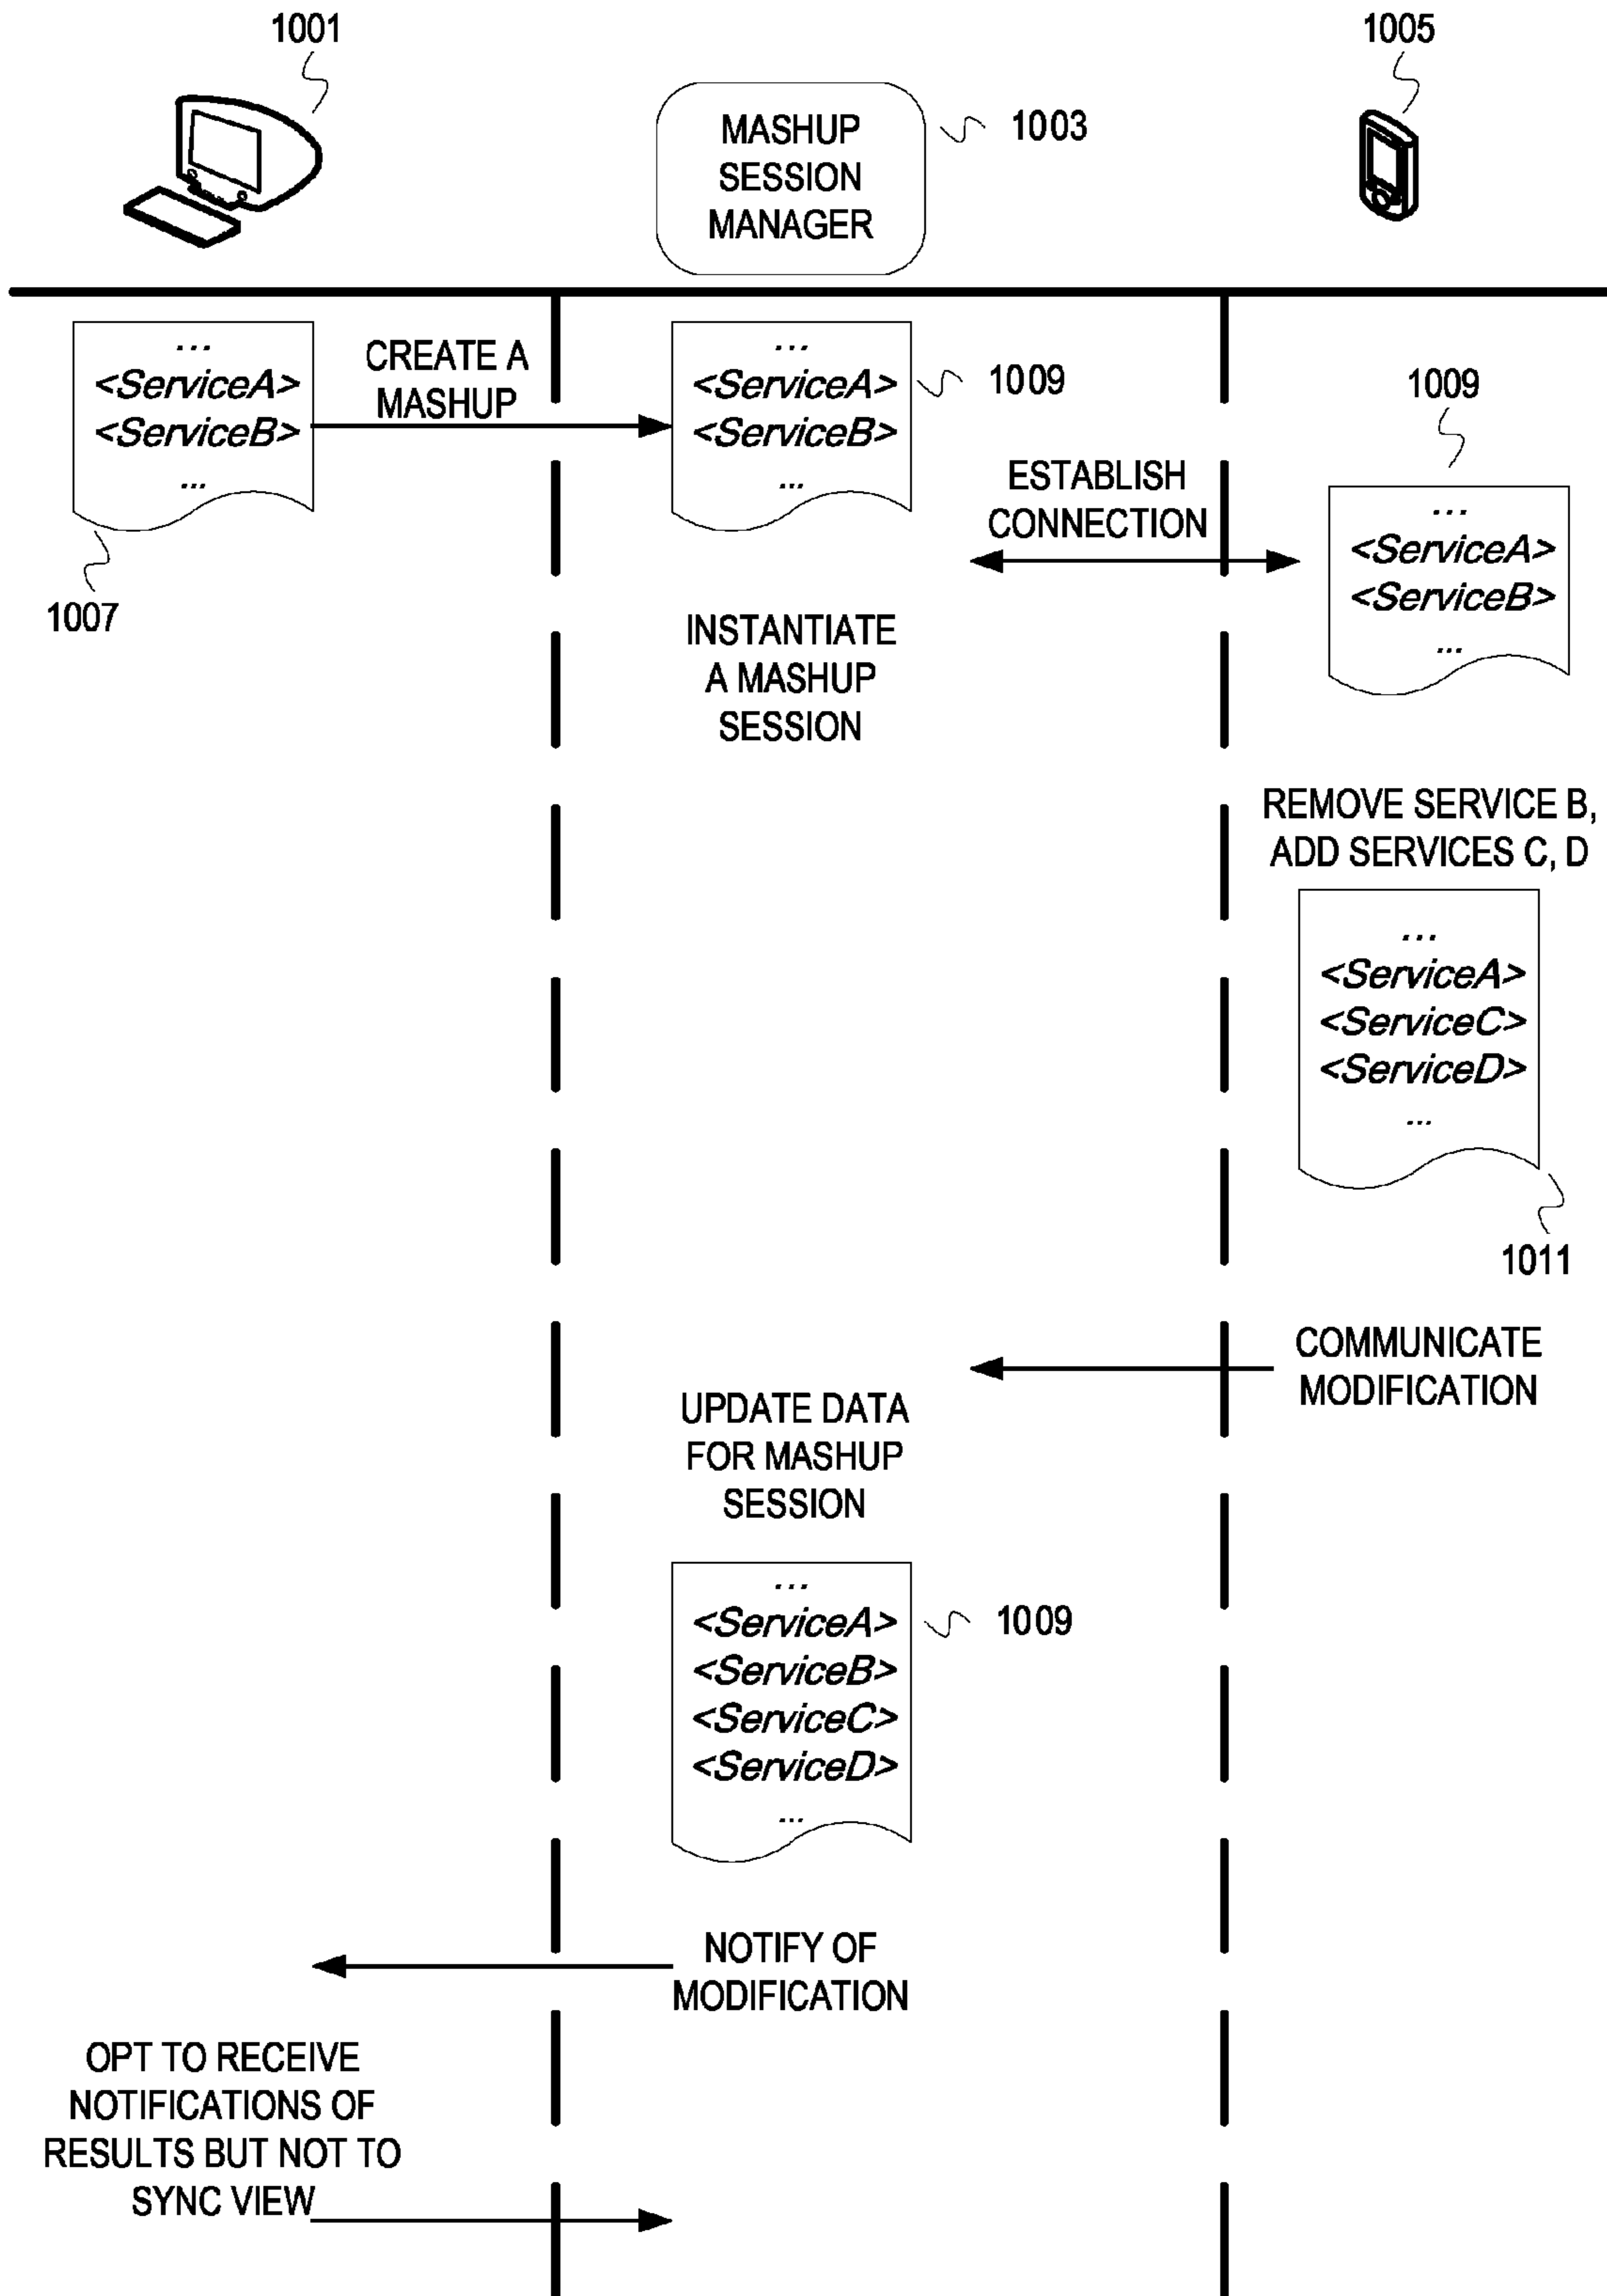 1001
1005
MASHUP
SESSION
MANAGER
1003
...
<ServiceA>
<ServiceB>
...
1007
CREATE A
MASHUP
...
<ServiceA>
<ServiceB>
...
1009
ESTABLISH
CONNECTION
1009
...
<ServiceA>
<ServiceB>
...
INSTANTIATE
A MASHUP
SESSION
REMOVE SERVICE B,
ADD SERVICES C, D
...
<ServiceA>
<ServiceC>
<ServiceD>
...
1011
COMMUNICATE
MODIFICATION
UPDATE DATA
FOR MASHUP
SESSION
...
<ServiceA>
<ServiceB>
<ServiceC>
<ServiceD>
...
1009
NOTIFY OF
MODIFICATION
OPT TO RECEIVE
NOTIFICATIONS OF
RESULTS BUT NOT TO
SYNC VIEW